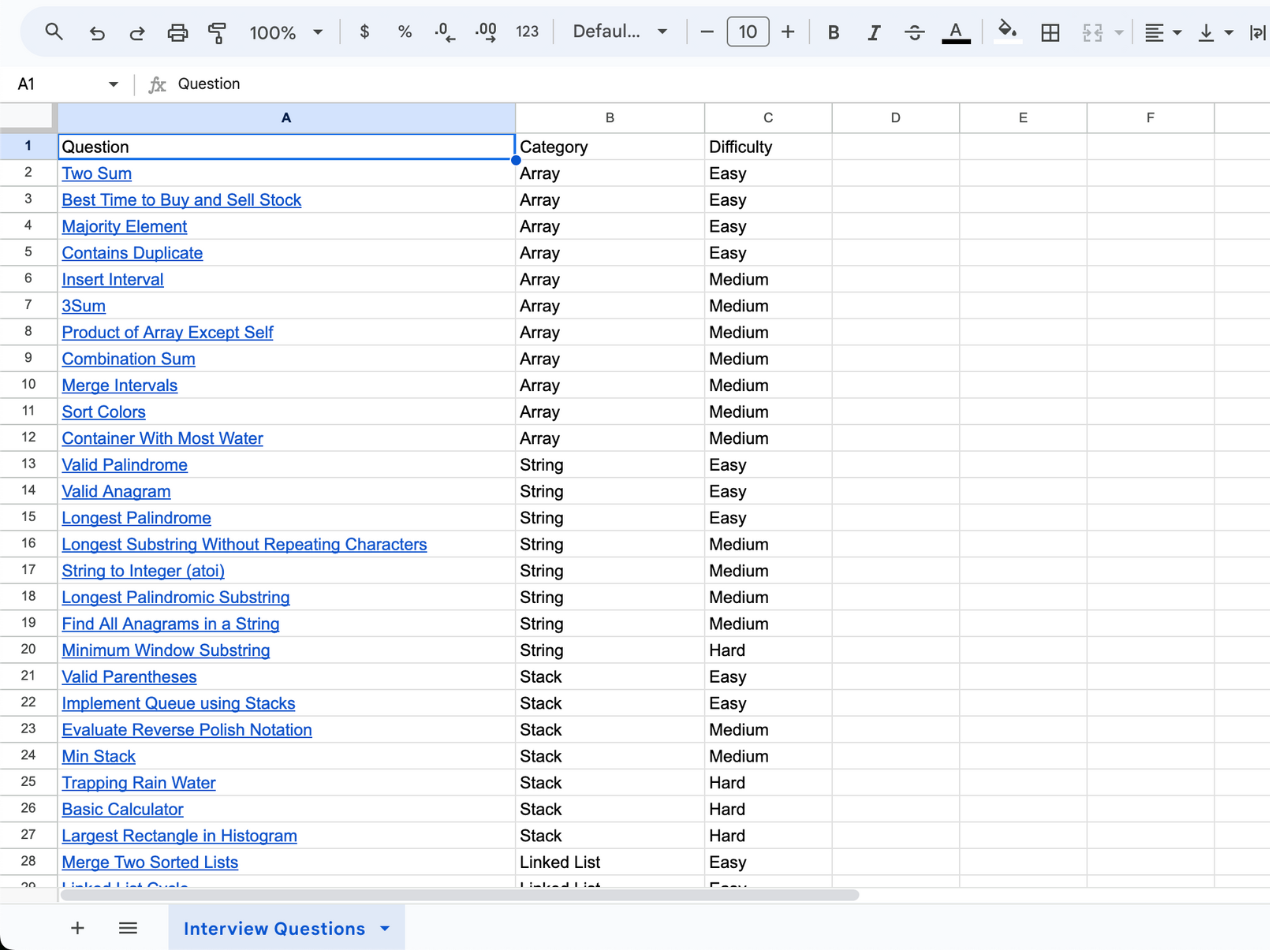 100% $ % .0 .00 123 Defaul... 10 B I A
A1 fx Question
A B C D E F
1 Question Category Difficulty
2 Two Sum Array Easy
3 Best Time to Buy and Sell Stock Array Easy
4 Majority Element Array Easy
5 Contains Duplicate Array Easy
6 Insert Interval Array Medium
7 3Sum Array Medium
8 Product of Array Except Self Array Medium
9 Combination Sum Array Medium
10 Merge Intervals Array Medium
11 Sort Colors Array Medium
12 Container With Most Water Array Medium
13 Valid Palindrome String Easy
14 Valid Anagram String Easy
15 Longest Palindrome String Easy
16 Longest Substring Without Repeating Characters String Medium
17 String to Integer (atoi) String Medium
18 Longest Palindromic Substring String Medium
19 Find All Anagrams in a String String Medium
20 Minimum Window Substring String Hard
21 Valid Parentheses Stack Easy
22 Implement Queue using Stacks Stack Easy
23 Evaluate Reverse Polish Notation Stack Medium
24 Min Stack Stack Medium
25 Trapping Rain Water Stack Hard
26 Basic Calculator Stack Hard
27 Largest Rectangle in Histogram Stack Hard
28 Merge Two Sorted Lists Linked List Easy
29 Linked List Cycle Linked List Easy
Interview Questions